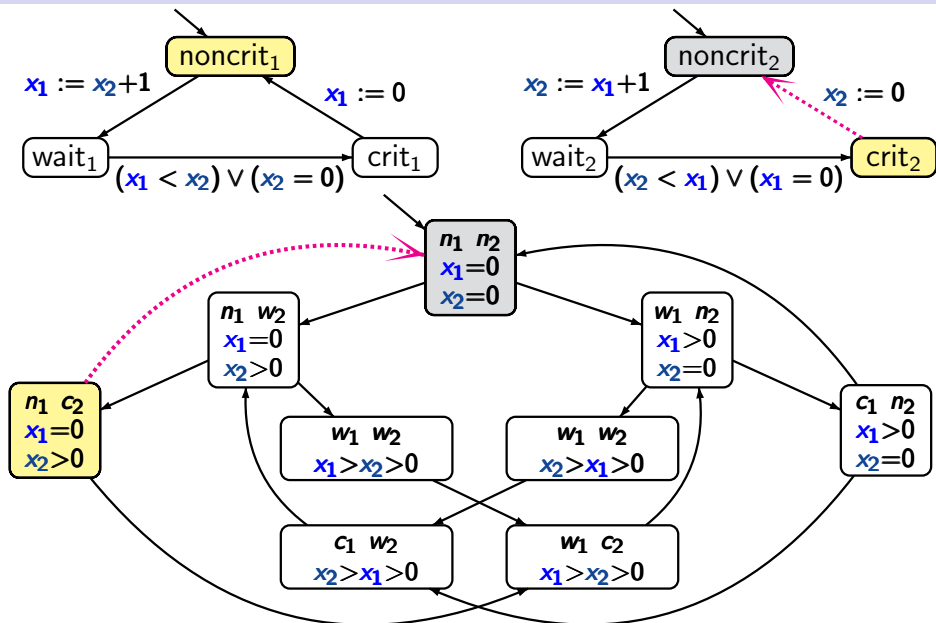 noncrit₁
noncrit₂
x₁ := x₂+1
x₁ := 0
x₂ := x₁+1
x₂ := 0
wait₁
crit₁
wait₂
crit₂
(x₁ < x₂) ∨ (x₂ = 0)
(x₂ < x₁) ∨ (x₁ = 0)
n₁ n₂
x₁=0
x₂=0
n₁ w₂
x₁=0
x₂>0
w₁ n₂
x₁>0
x₂=0
n₁ c₂
x₁=0
x₂>0
w₁ w₂
x₁>x₂>0
w₁ w₂
x₂>x₁>0
c₁ n₂
x₁>0
x₂=0
c₁ w₂
x₂>x₁>0
w₁ c₂
x₁>x₂>0